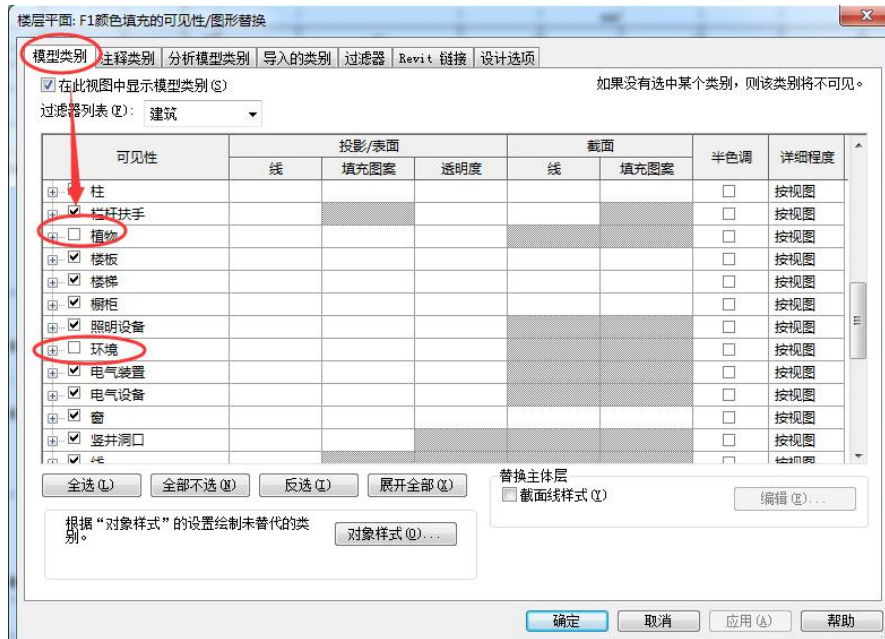 楼层平面: F1颜色填充的可见性/图形替换
模型类别 注释类别 分析模型类别 导入的类别 过滤器 Revit 链接 设计选项
在此视图中显示模型类别(S) 如果没有选中某个类别，则该类别将不可见。
过滤器列表(F): 建筑
可见性 投影/表面 截面 半色调 详细程度
线 填充图案 透明度 线 填充图案
柱 按视图
栏杆扶手 按视图
植物 按视图
楼板 按视图
楼梯 按视图
橱柜 按视图
照明设备 按视图
环境 按视图
电气装置 按视图
电气设备 按视图
窗 按视图
竖井洞口 按视图
线 按视图
全选(L) 全部不选(N) 反选(I) 展开全部(X)
替换主体层
截面线样式(Y) 编辑(E)...
根据“对象样式”的设置绘制未替代的类
别。
对象样式(O)...
确定 取消 应用(A) 帮助